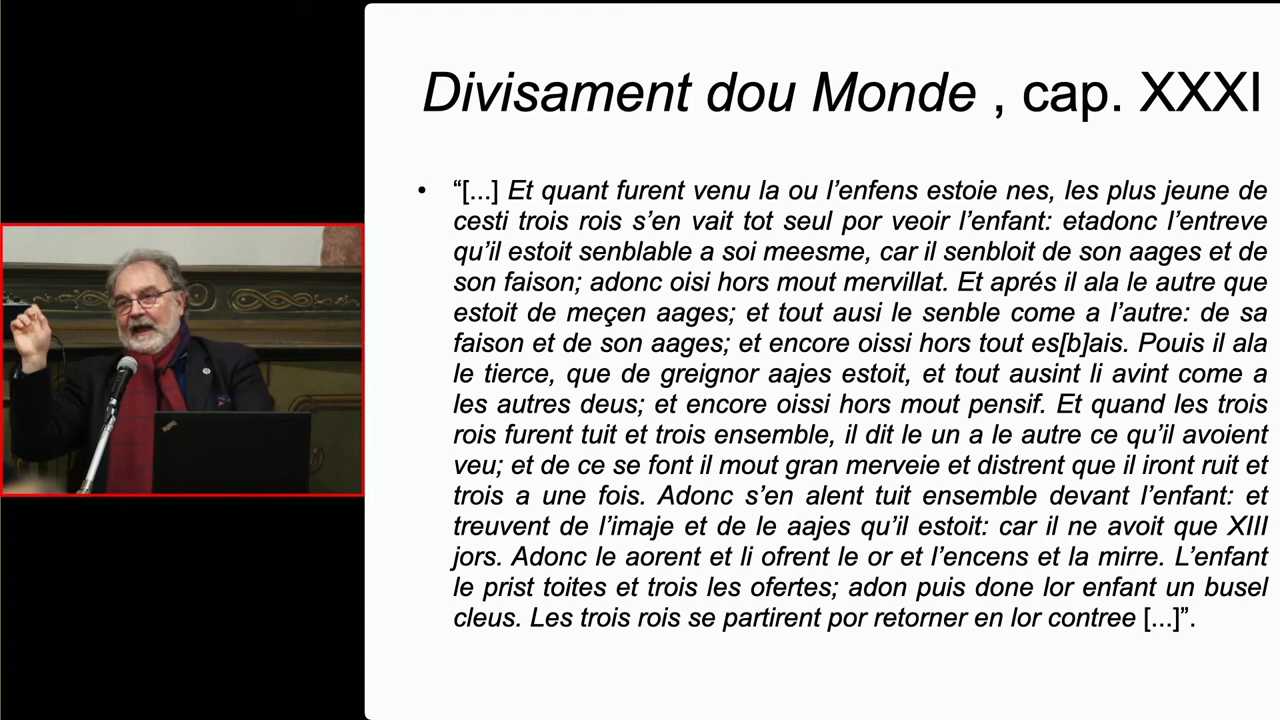 Divisament dou Monde , cap. XXXI
• “[...] Et quant furent venu la ou l’enfens estoie nes, les plus jeune de
cesti trois rois s’en vait tot seul por veoir l’enfant: etadonc l’entreve
qu’il estoit senblable a soi meesme, car il senbloit de son aages et de
son faison; adonc oisi hors mout mervillat. Et aprés il ala le autre que
estoit de meçen aages; et tout ausi le senble come a l’autre: de sa
faison et de son aages; et encore oissi hors tout es[b]ais. Pouis il ala
le tierce, que de greignor aajes estoit, et tout ausint li avint come a
les autres deus; et encore oissi hors mout pensif. Et quand les trois
rois furent tuit et trois ensemble, il dit le un a le autre ce qu’il avoient
veu; et de ce se font il mout gran merveie et distrent que il iront ruit et
trois a une fois. Adonc s’en alent tuit ensemble devant l’enfant: et
treuvent de l’imaje et de le aajes qu’il estoit: car il ne avoit que XIII
jors. Adonc le aorent et li ofrent le or et l’encens et la mirre. L’enfant
le prist toites et trois les ofertes; adon puis done lor enfant un busel
cleus. Les trois rois se partirent por retorner en lor contree [...]”.